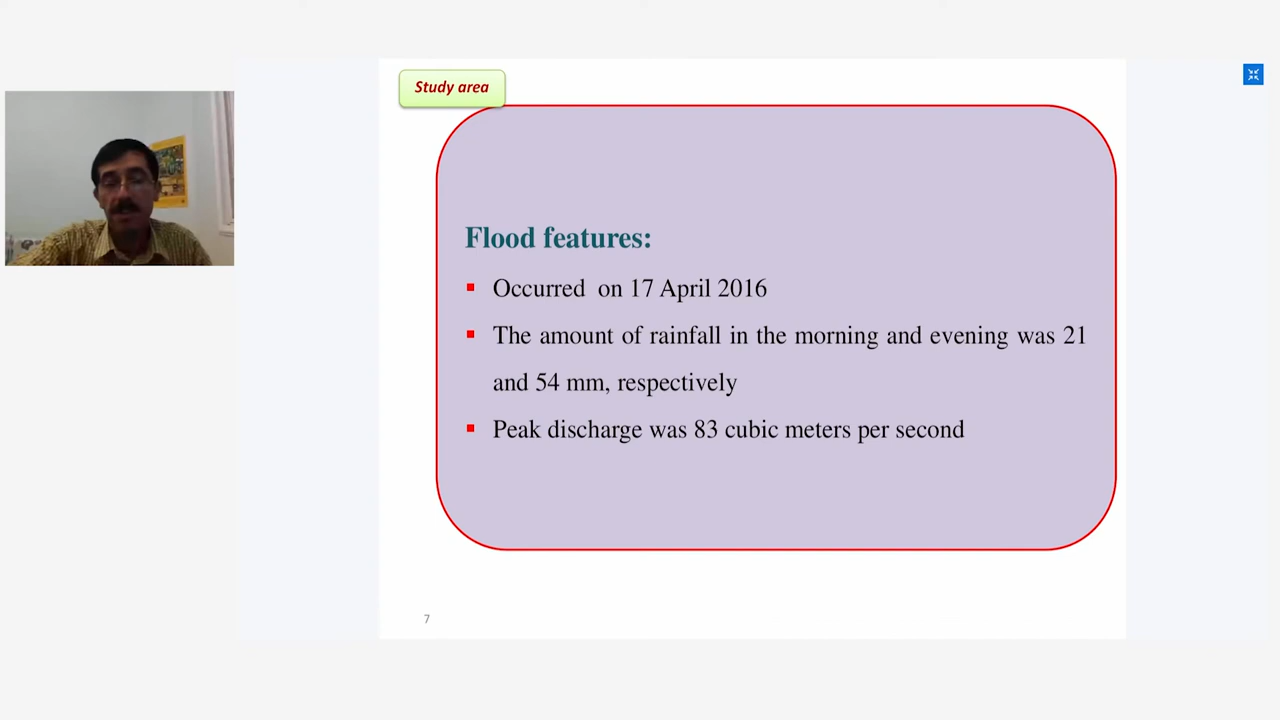 Study area
Flood features:
Occurred on 17 April 2016
The amount of rainfall in the morning and evening was 21
and 54 mm, respectively
Peak discharge was 83 cubic meters per second
7